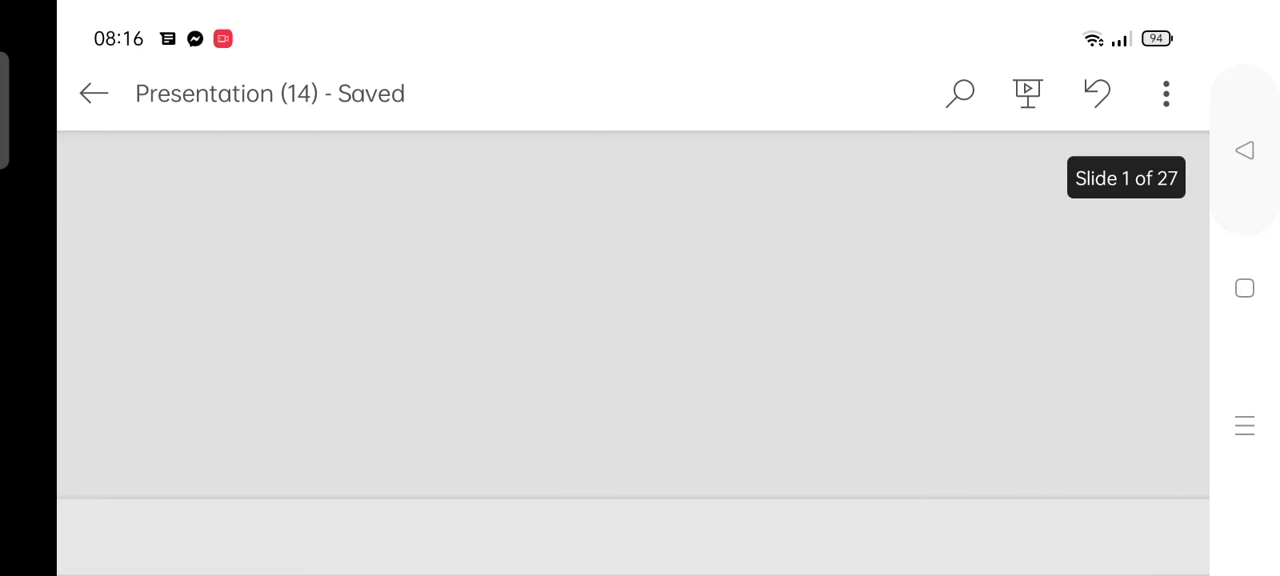 08:16
94
Presentation (14) - Saved
Slide 1 of 27